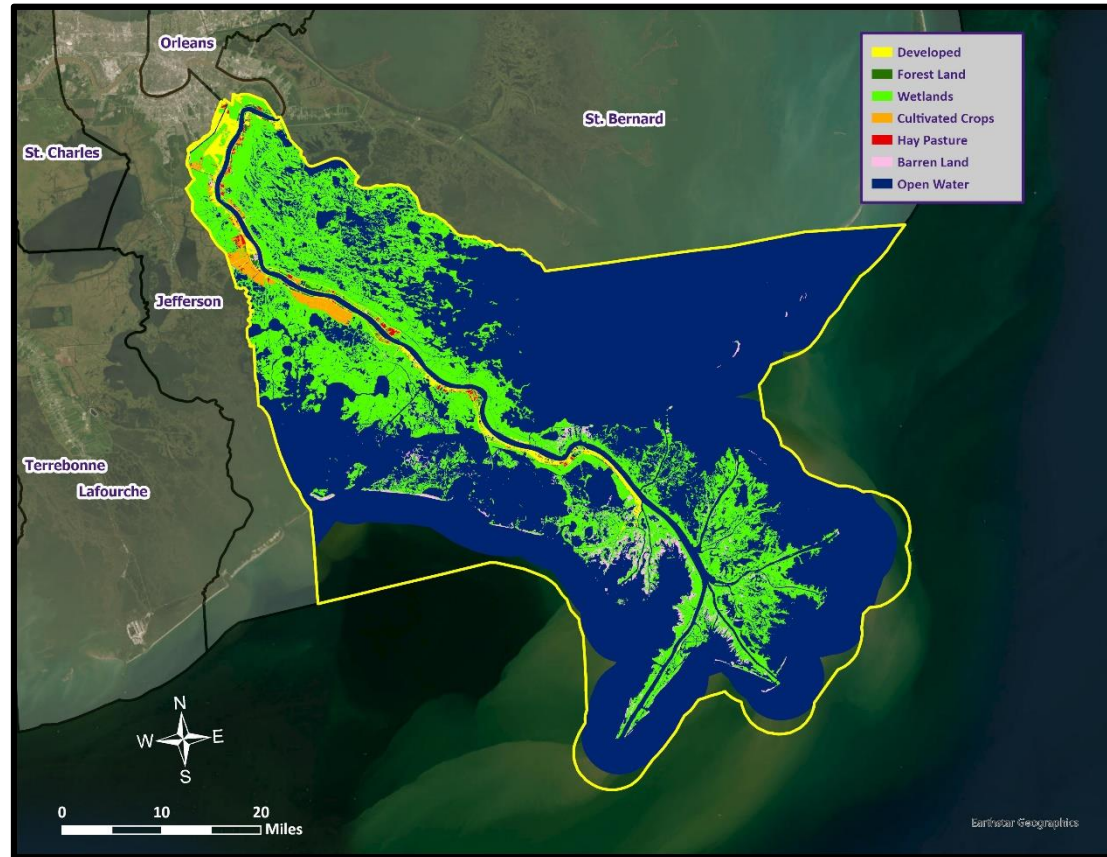 Orleans
St. Bernard
St. Charles
Jefferson
Terrebonne
Lafourche
Developed
Forest Land
Wetlands
Cultivated Crops
Hay Pasture
Barren Land
Open Water
N
W E
S
0 10 20
Miles
Earthstar Geographics